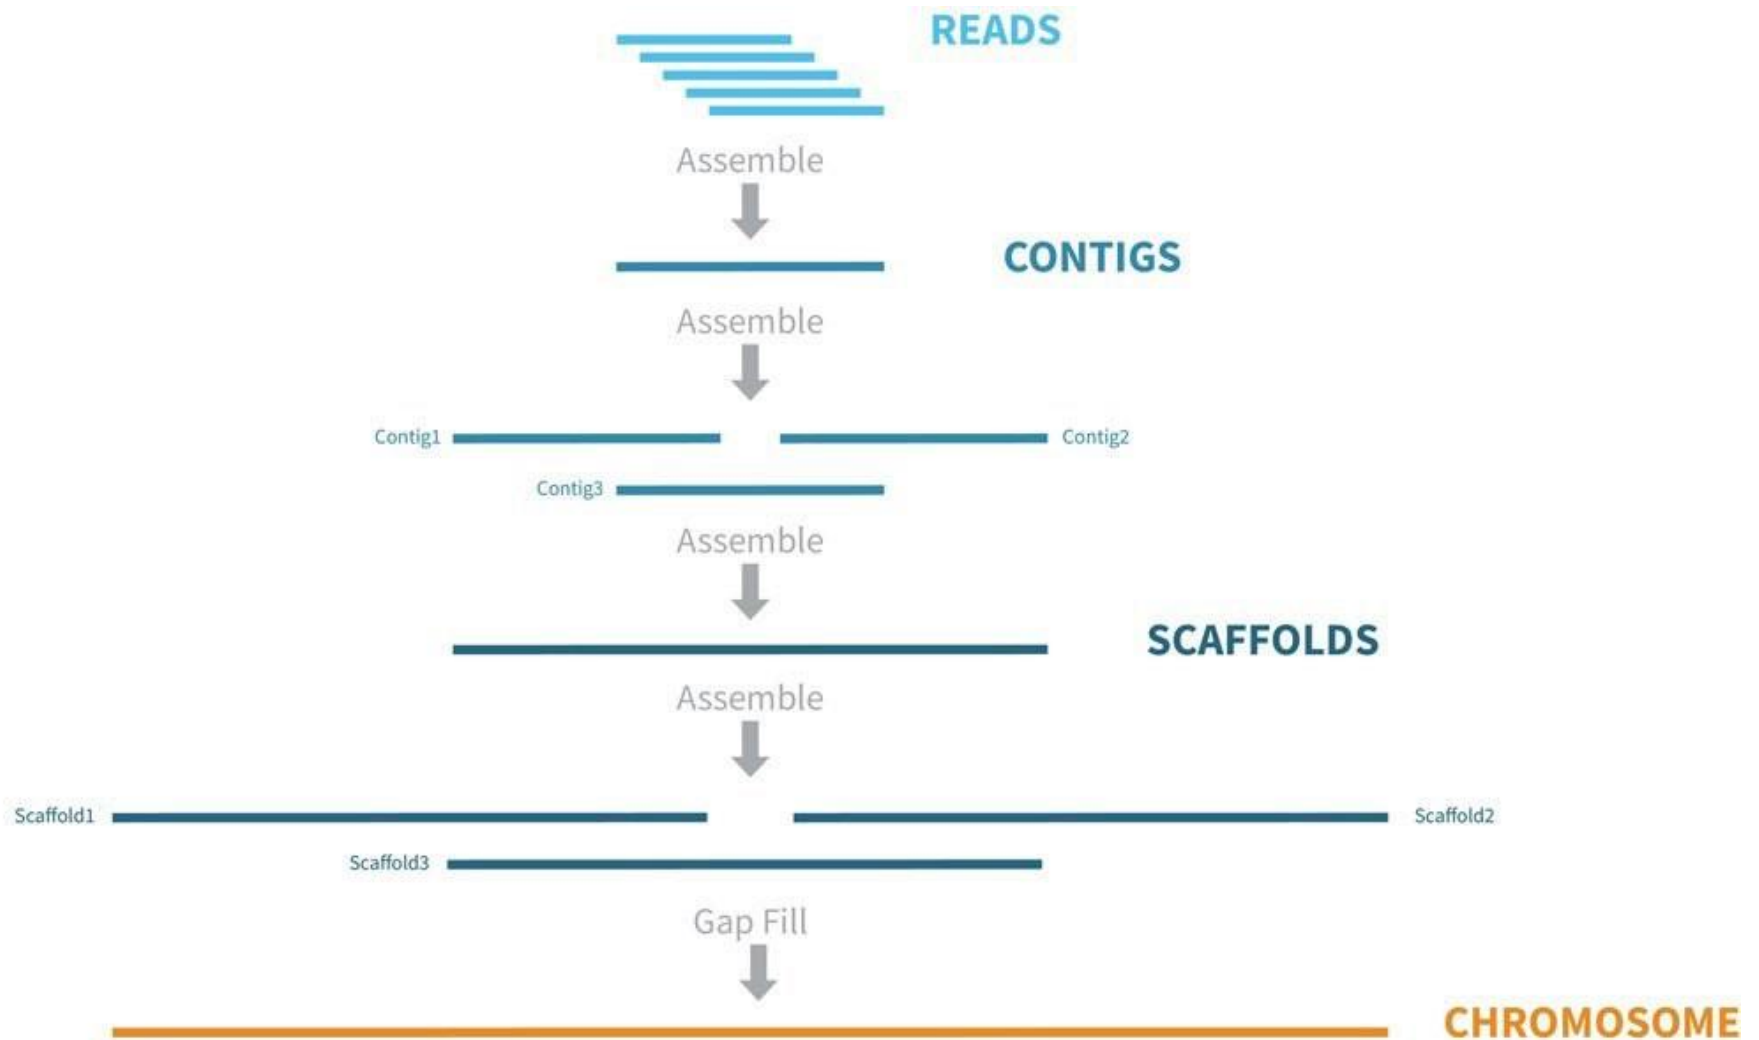 READS
Assemble
CONTIGS
Assemble
Contig1
Contig2
Contig3
Assemble
SCAFFOLDS
Assemble
Scaffold1
Scaffold2
Scaffold3
Gap Fill
CHROMOSOME